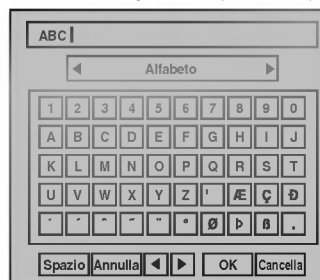 ABC
◀ Alfabeto ▶
1 2 3 4 5 6 7 8 9 0
A B C D E F G H I J
K L M N O P Q R S T
U V W X Y Z ' Æ Ç Ð
´ ` ^ ~ ¨ ° Ø Þ ß .
Spazio Annulla ◀ ▶ OK Cancella